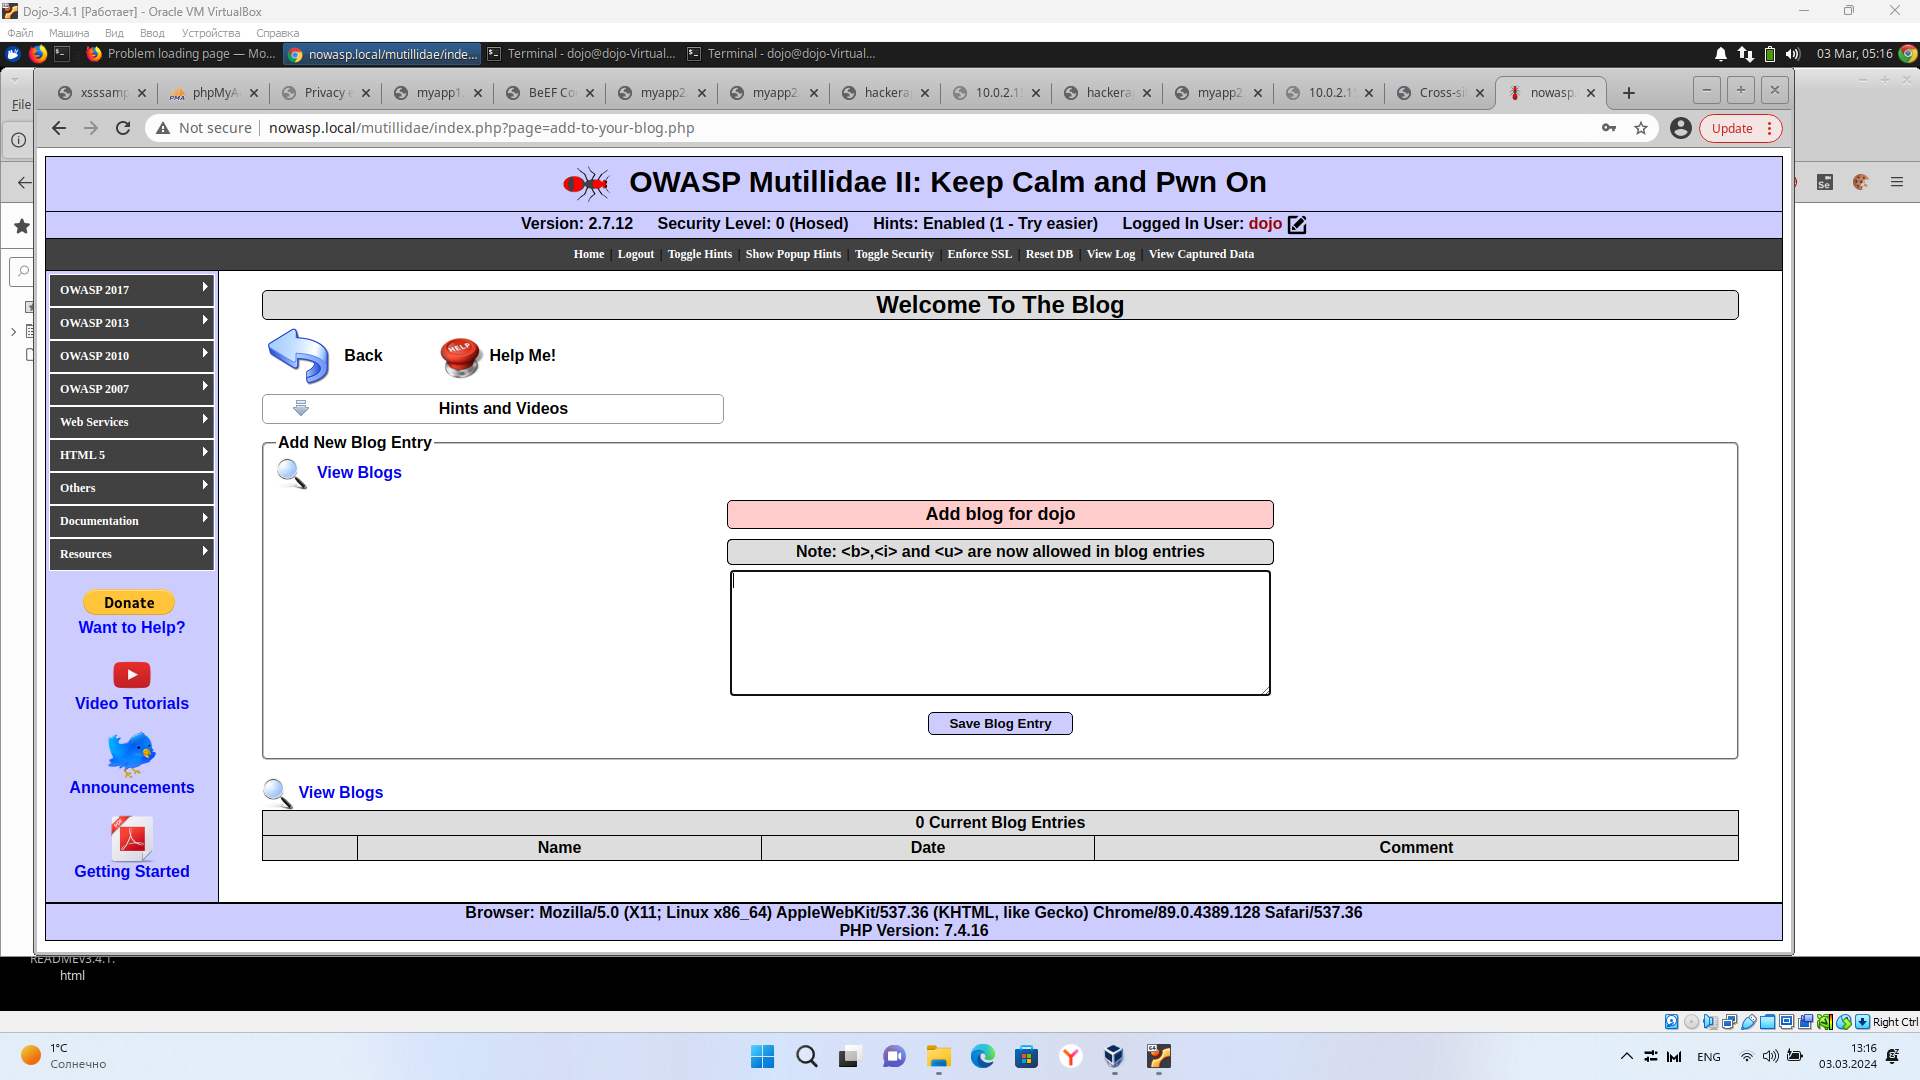 Dojo-3.4.1 [Работает] - Oracle VM VirtualBox
Файл Машина Вид Ввод Устройства Справка
Problem loading page — Mo... nowasp.local/mutillidae/inde... Terminal - dojo@dojo-Virtual... Terminal - dojo@dojo-Virtual... 03 Mar, 05:16
File
xsssamp phpMyA Privacy e myapp1. BeEF Co myapp2. myapp2. hackera 10.0.2.1 hackera myapp2 10.0.2.1 Cross-si nowasp.
Not secure nowasp.local/mutillidae/index.php?page=add-to-your-blog.php Update
OWASP Mutillidae II: Keep Calm and Pwn On
Version: 2.7.12 Security Level: 0 (Hosed) Hints: Enabled (1 - Try easier) Logged In User: dojo
Home | Logout | Toggle Hints | Show Popup Hints | Toggle Security | Enforce SSL | Reset DB | View Log | View Captured Data
OWASP 2017
OWASP 2013
OWASP 2010
OWASP 2007
Web Services
HTML 5
Others
Documentation
Resources
Donate
Want to Help?
Video Tutorials
Announcements
PDF
Getting Started
Welcome To The Blog
Back
HELP
Help Me!
Hints and Videos
Add New Blog Entry
View Blogs
Add blog for dojo
Note: <b>,<i> and <u> are now allowed in blog entries
Save Blog Entry
View Blogs
0 Current Blog Entries
Name Date Comment
Browser: Mozilla/5.0 (X11; Linux x86_64) AppleWebKit/537.36 (KHTML, like Gecko) Chrome/89.0.4389.128 Safari/537.36
PHP Version: 7.4.16
Se
READMEv3.4.1.
html
Right Ctrl
1°C
Солнечно
ENG
13:16
03.03.2024